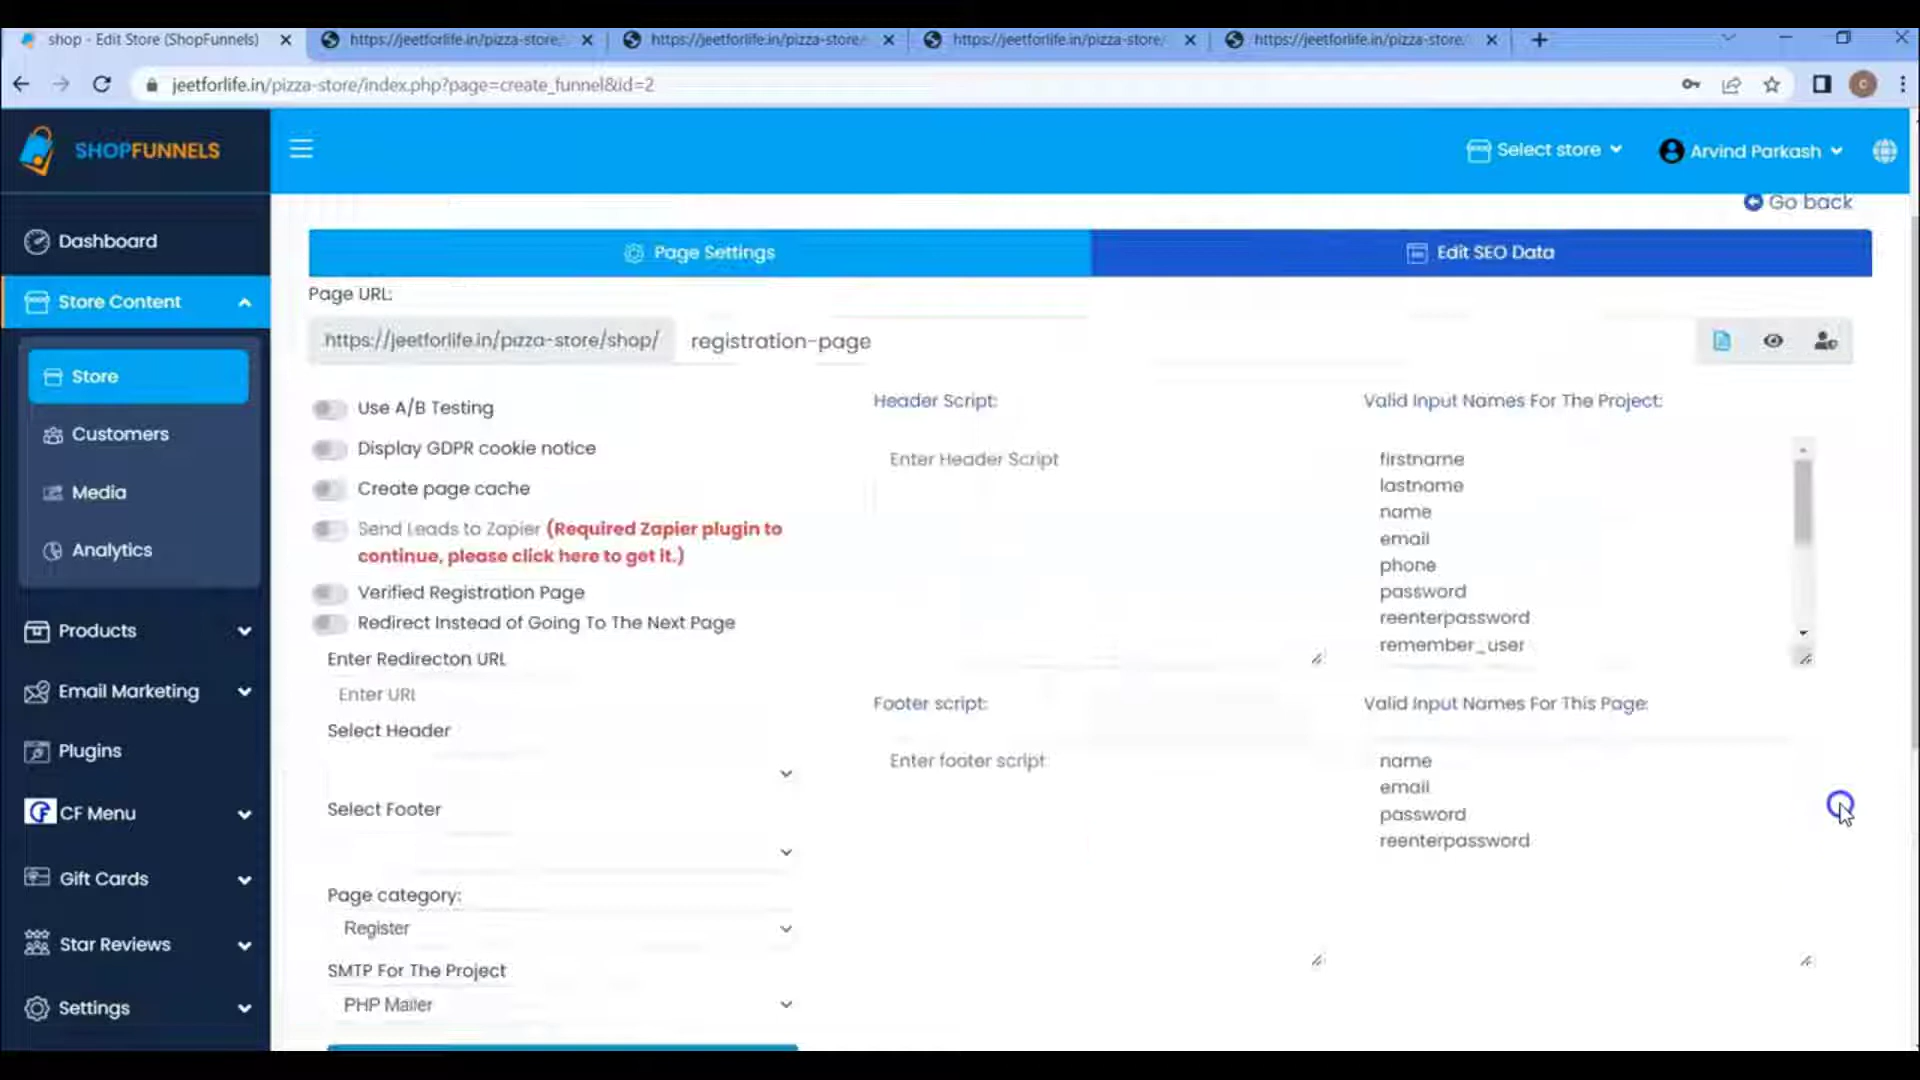 shop - Edit Store (ShopFunnels)
https://jeetforlife.in/pizza-store/
https://jeetforlife.in/pizza-store/
https://jeetforlife.in/pizza-store/
https://jeetforlife.in/pizza-store/
jeetforlife.in/pizza-store/index.php?page=create_funnel&id=2
SHOPFUNNELS
Select store
Arvind Parkash
Go back
Dashboard
Store Content
Store
Customers
Media
Analytics
Products
Email Marketing
Plugins
CF Menu
Gift Cards
Star Reviews
Settings
Page Settings
Edit SEO Data
Page URL:
https://jeetforlife.in/pizza-store/shop/
registration-page
Use A/B Testing
Display GDPR cookie notice
Create page cache
Send Leads to Zapier (Required Zapier plugin to
continue, please click here to get it.)
Verified Registration Page
Redirect Instead of Going To The Next Page
Enter Redirecton URL
Enter URL
Select Header
Select Footer
Page category:
Register
SMTP For The Project
PHP Mailer
Header Script:
Enter Header Script
Footer script:
Enter footer script
Valid Input Names For The Project:
firstname
lastname
name
email
phone
password
reenterpassword
remember_user
Valid Input Names For This Page:
name
email
password
reenterpassword